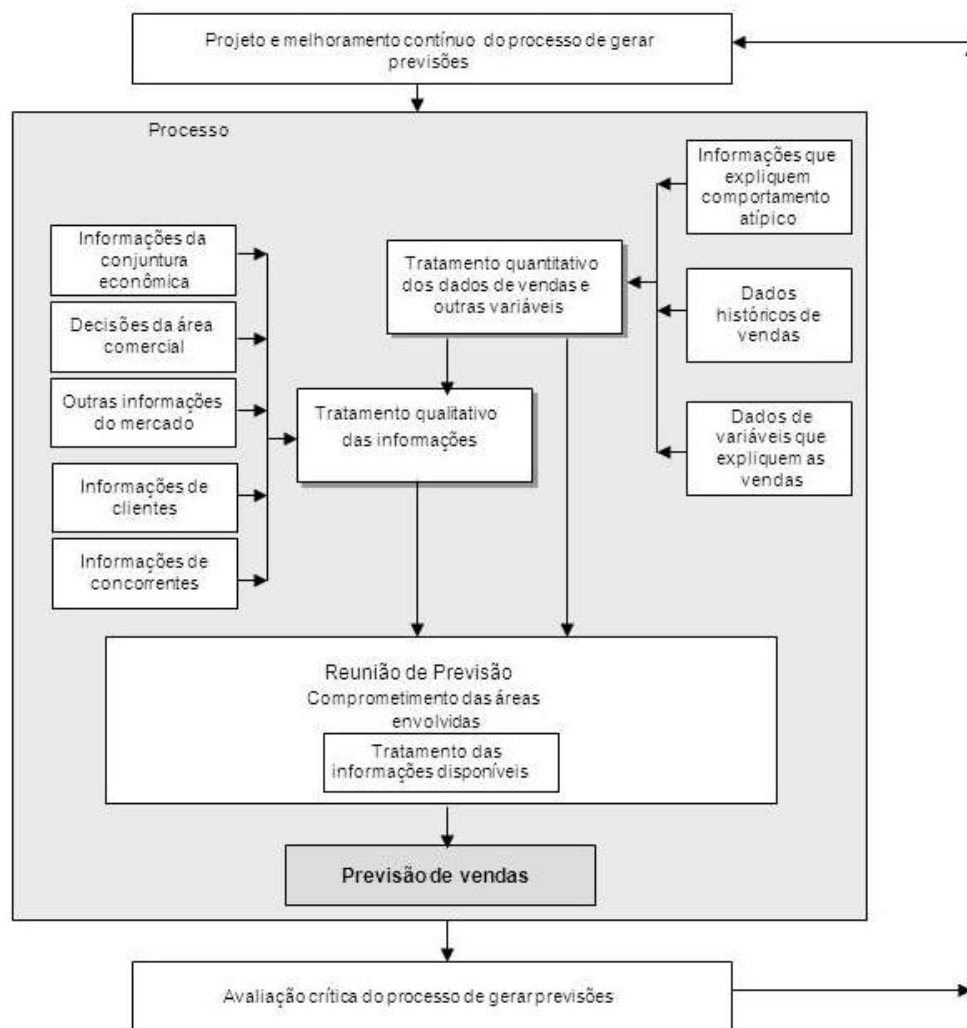 Projeto e melhoramento contínuo do processo de gerar
previsões
Processo
Informações que
expliquem
comportamento
atípico
Informações da
conjuntura
econômica
Tratamento quantitativo
dos dados de vendas e
outras variáveis
Dados
históricos de
vendas
Decisões da área
comercial
Outras informações
do mercado
Tratamento qualitativo
das informações
Dados de
variáveis que
expliquem as
vendas
Informações de
clientes
Informações de
concorrentes
Reunião de Previsão
Comprometimento das áreas
envolvidas
Tratamento das
informações disponíveis
Previsão de vendas
Avaliação crítica do processo de gerar previsões